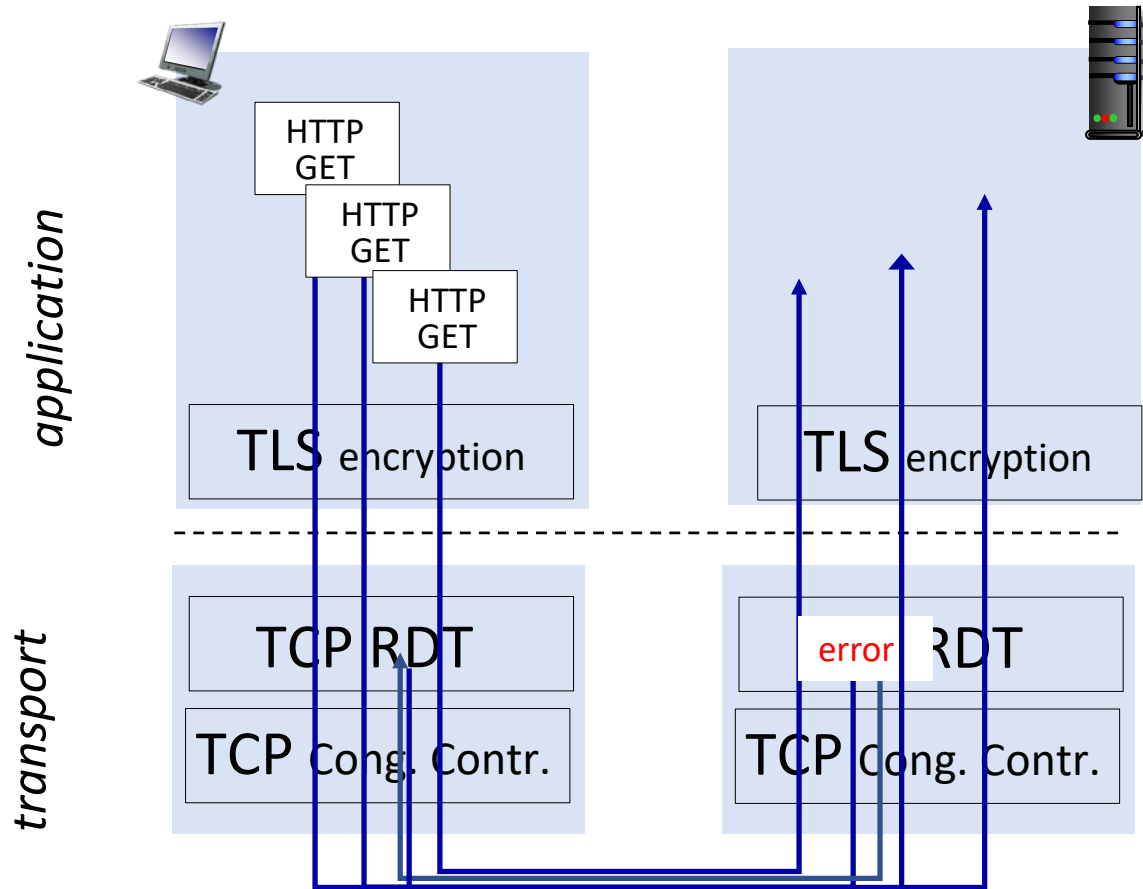 application
HTTP
GET
HTTP
GET
HTTP
GET
TLS encryption
TLS encryption
transport
TCP RDT
error RDT
TCP Cong. Contr.
TCP Cong. Contr.